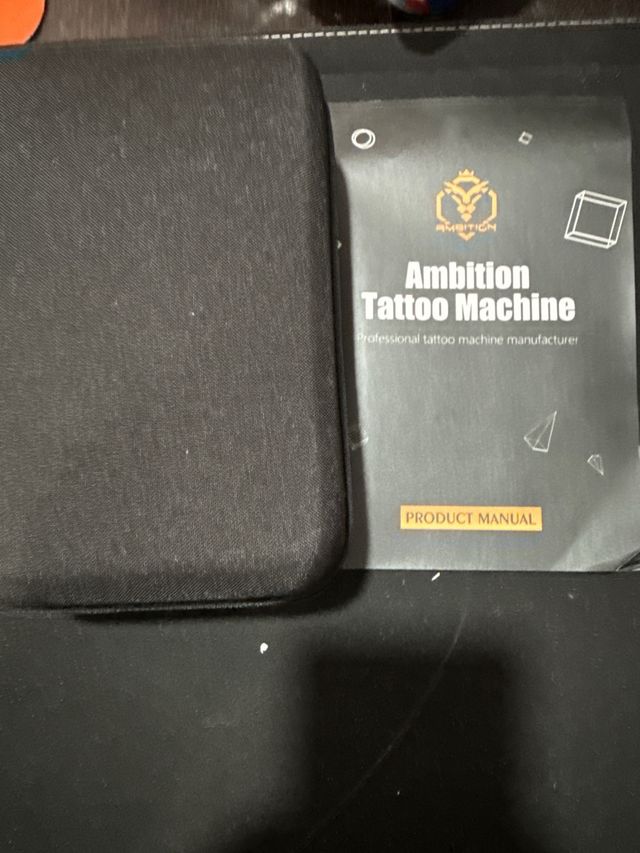 AMBITION
Ambition
Tattoo Machine
Professional tattoo machine manufacturer
PRODUCT MANUAL